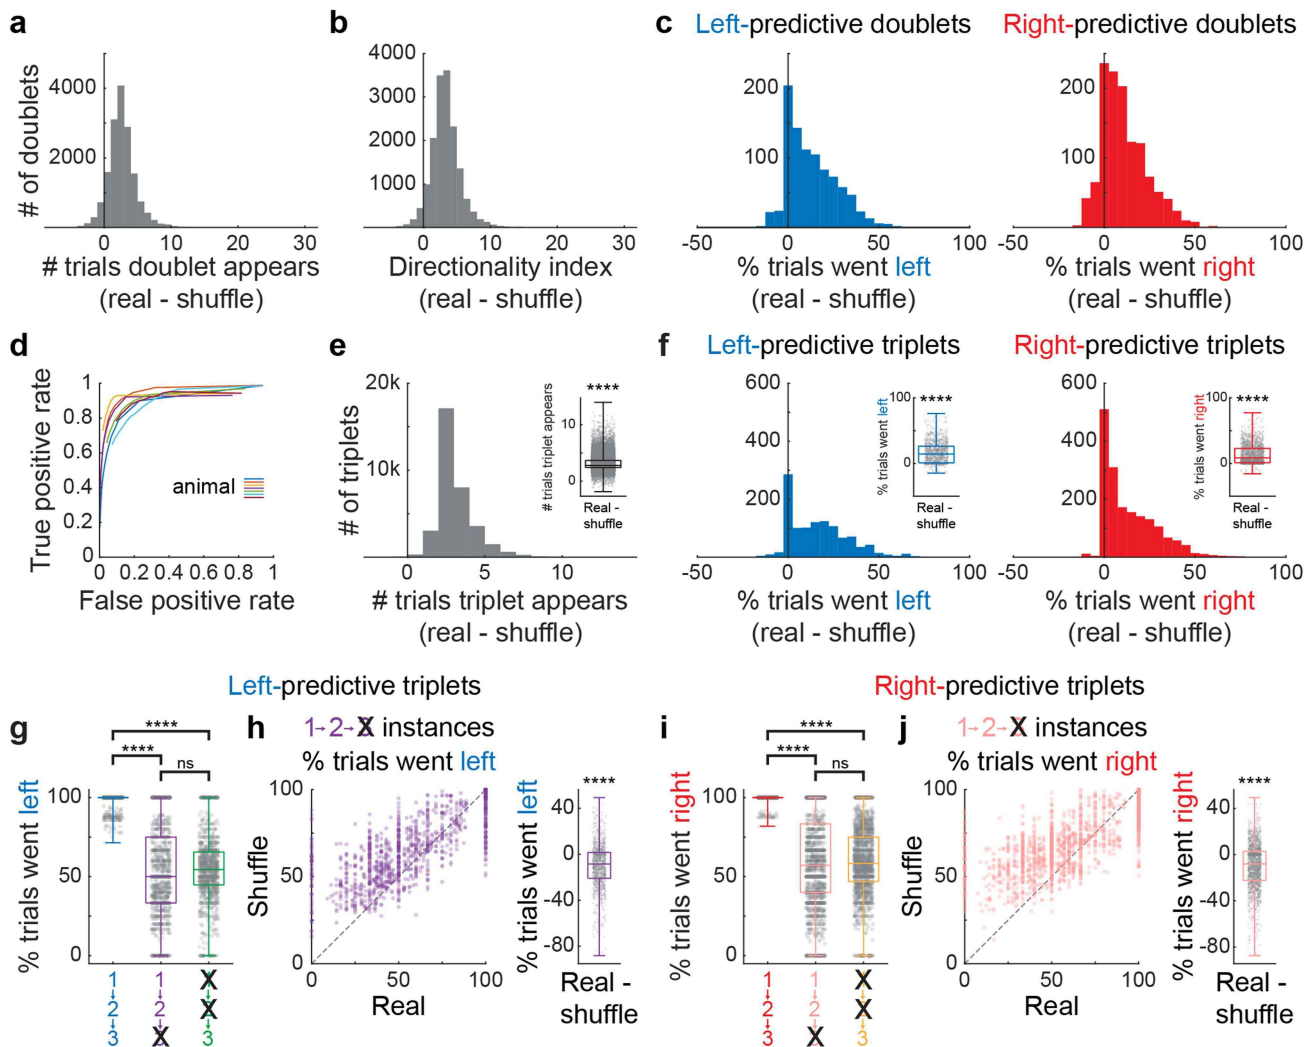 a
# of doublets
4000
2000
0
10
20
30
# trials doublet appears
(real - shuffle)
b
4000
3000
2000
1000
0
10
20
30
Directionality index
(real - shuffle)
c
Left-predictive doublets
200
100
-50
0
50
100
% trials went left
(real - shuffle)
Right-predictive doublets
200
100
-50
0
50
100
% trials went right
(real - shuffle)
d
True positive rate
1
0.8
0.6
0.4
0.2
0
animal
0
0.2
0.4
0.6
0.8
1
False positive rate
e
# of triplets
20k
10k
0
5
10
# trials triplet appears
(real - shuffle)
****
# trials triplet appears
10
0
Real -
shuffle
f
Left-predictive triplets
600
400
200
-50
0
50
100
% trials went left
(real - shuffle)
****
% trials went left
100
0
Real -
shuffle
Right-predictive triplets
600
400
200
-50
0
50
100
% trials went right
(real - shuffle)
****
% trials went right
100
0
Real -
shuffle
Left-predictive triplets
g
****
****
ns
% trials went left
100
50
0
1→2→3
1→2→X
X→X→3
h
1→2→X instances
% trials went left
Shuffle
100
50
0
0
50
100
Real
****
% trials went left
40
0
-40
-80
Real -
shuffle
Right-predictive triplets
i
****
****
ns
% trials went right
100
50
0
1→2→3
1→2→X
X→X→3
j
1→2→X instances
% trials went right
Shuffle
100
50
0
0
50
100
Real
****
% trials went right
40
0
-40
-80
Real -
shuffle